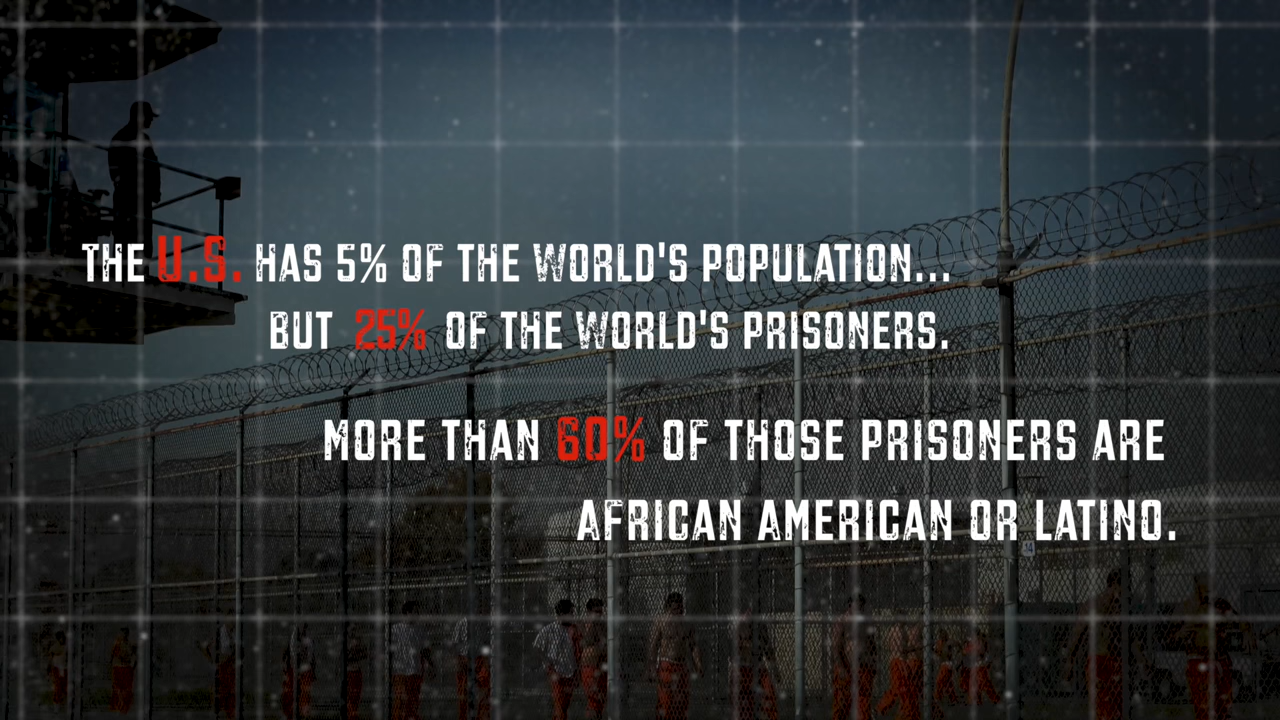 THE U.S. HAS 5% OF THE WORLD'S POPULATION...
BUT 25% OF THE WORLD'S PRISONERS.
MORE THAN 60% OF THOSE PRISONERS ARE
AFRICAN AMERICAN OR LATINO.
34